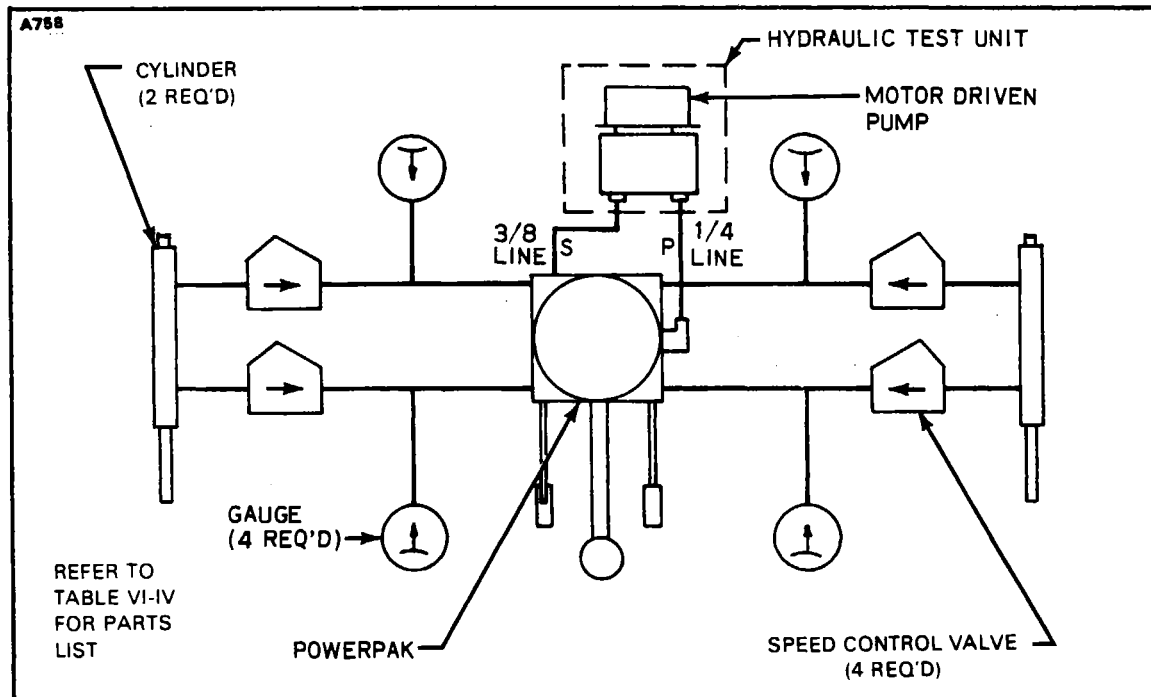 A758
HYDRAULIC TEST UNIT
CYLINDER
(2 REQ'D)
MOTOR DRIVEN
PUMP
3/8
LINE
S
P
1/4
LINE
GAUGE
(4 REQ'D)
REFER TO
TABLE VI-IV
FOR PARTS
LIST
POWERPAK
SPEED CONTROL VALVE
(4 REQ'D)